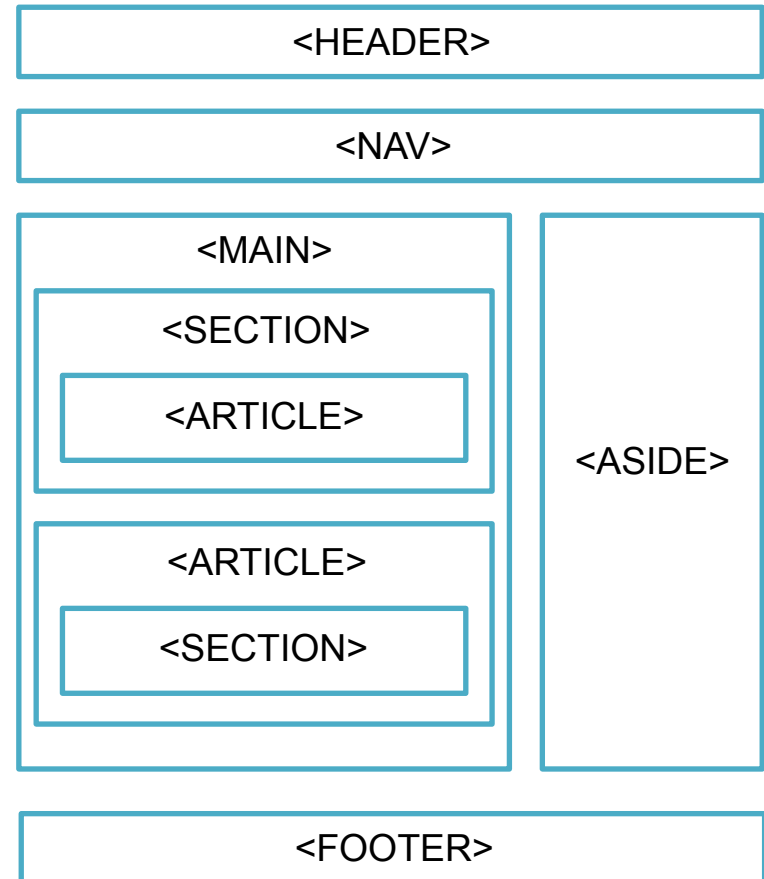 <HEADER>
<NAV>
<MAIN>
<SECTION>
<ARTICLE>
<ARTICLE>
<SECTION>
<ASIDE>
<FOOTER>